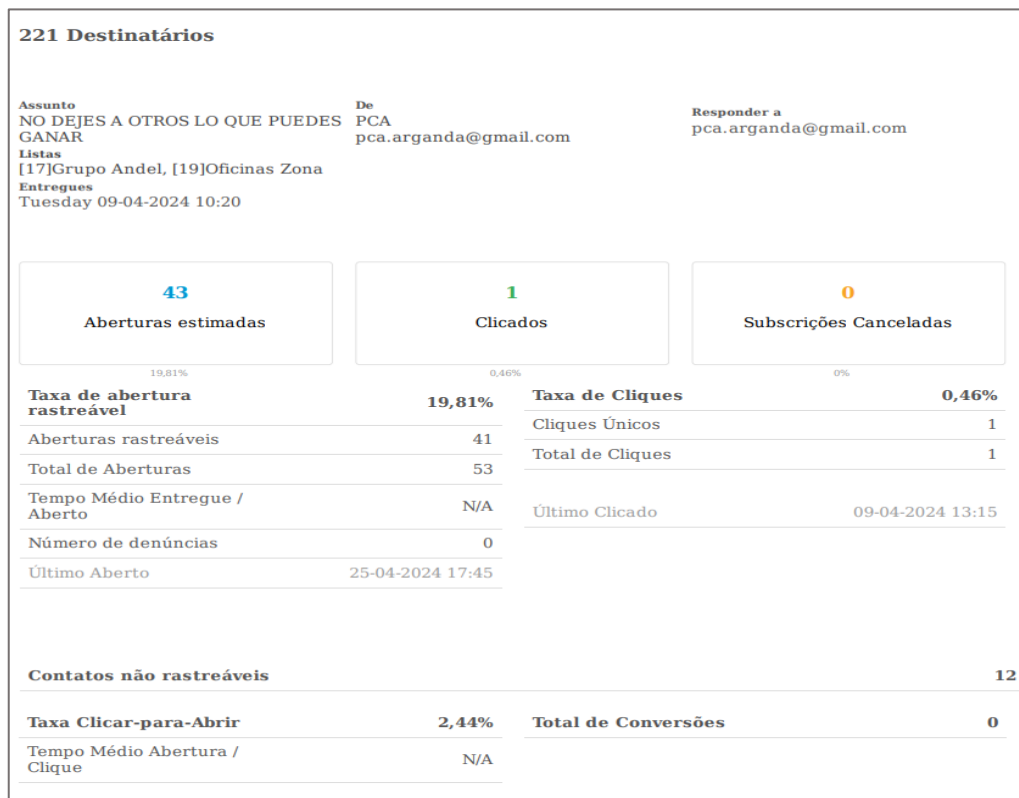 221 Destinatários
Assunto
NO DEJES A OTROS LO QUE PUEDES
GANAR
De
PCA
pca.arganda@gmail.com
Responder a
pca.arganda@gmail.com
Listas
[17]Grupo Andel, [19]Oficinas Zona
Entregues
Tuesday 09-04-2024 10:20
43
Aberturas estimadas
19,81%
1
Clicados
0,46%
0
Subscrições Canceladas
0%
Taxa de abertura
rastreável 19,81%
Aberturas rastreáveis 41
Total de Aberturas 53
Tempo Médio Entregue /
Aberto N/A
Número de denúncias 0
Último Aberto 25-04-2024 17:45
Taxa de Cliques 0,46%
Cliques Únicos 1
Total de Cliques 1
Último Clicado 09-04-2024 13:15
Contatos não rastreáveis 12
Taxa Clicar-para-Abrir 2,44%
Tempo Médio Abertura /
Clique N/A
Total de Conversões 0